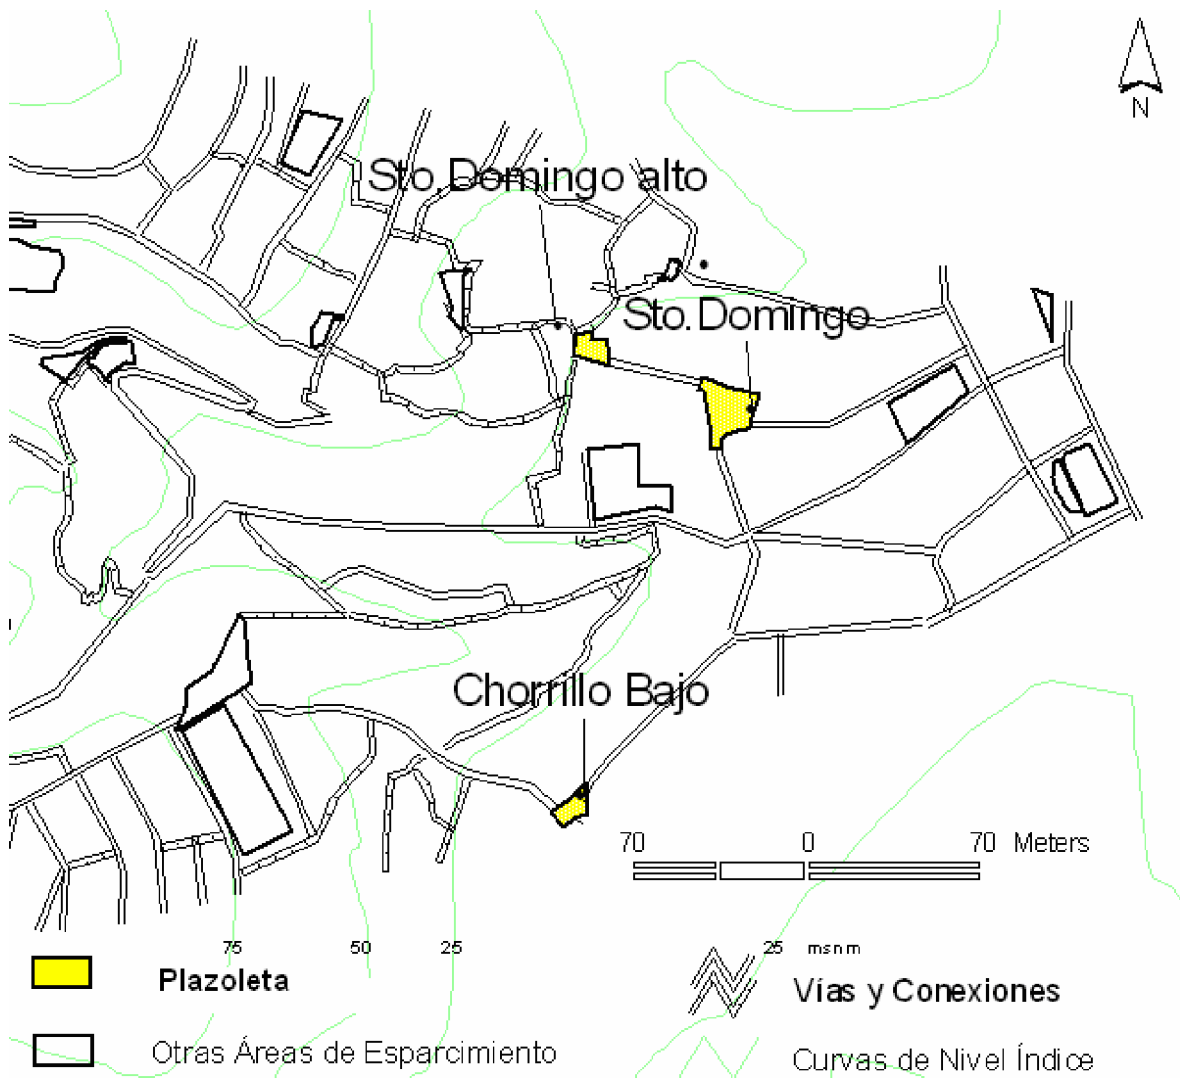 N
Sto Domingo alto
Sto. Domingo
Chorrillo Bajo
70 0 70 Meters
75 50 25 25 msnm
Plazoleta
Vías y Conexiones
Otras Áreas de Esparcimiento
Curvas de Nivel Índice